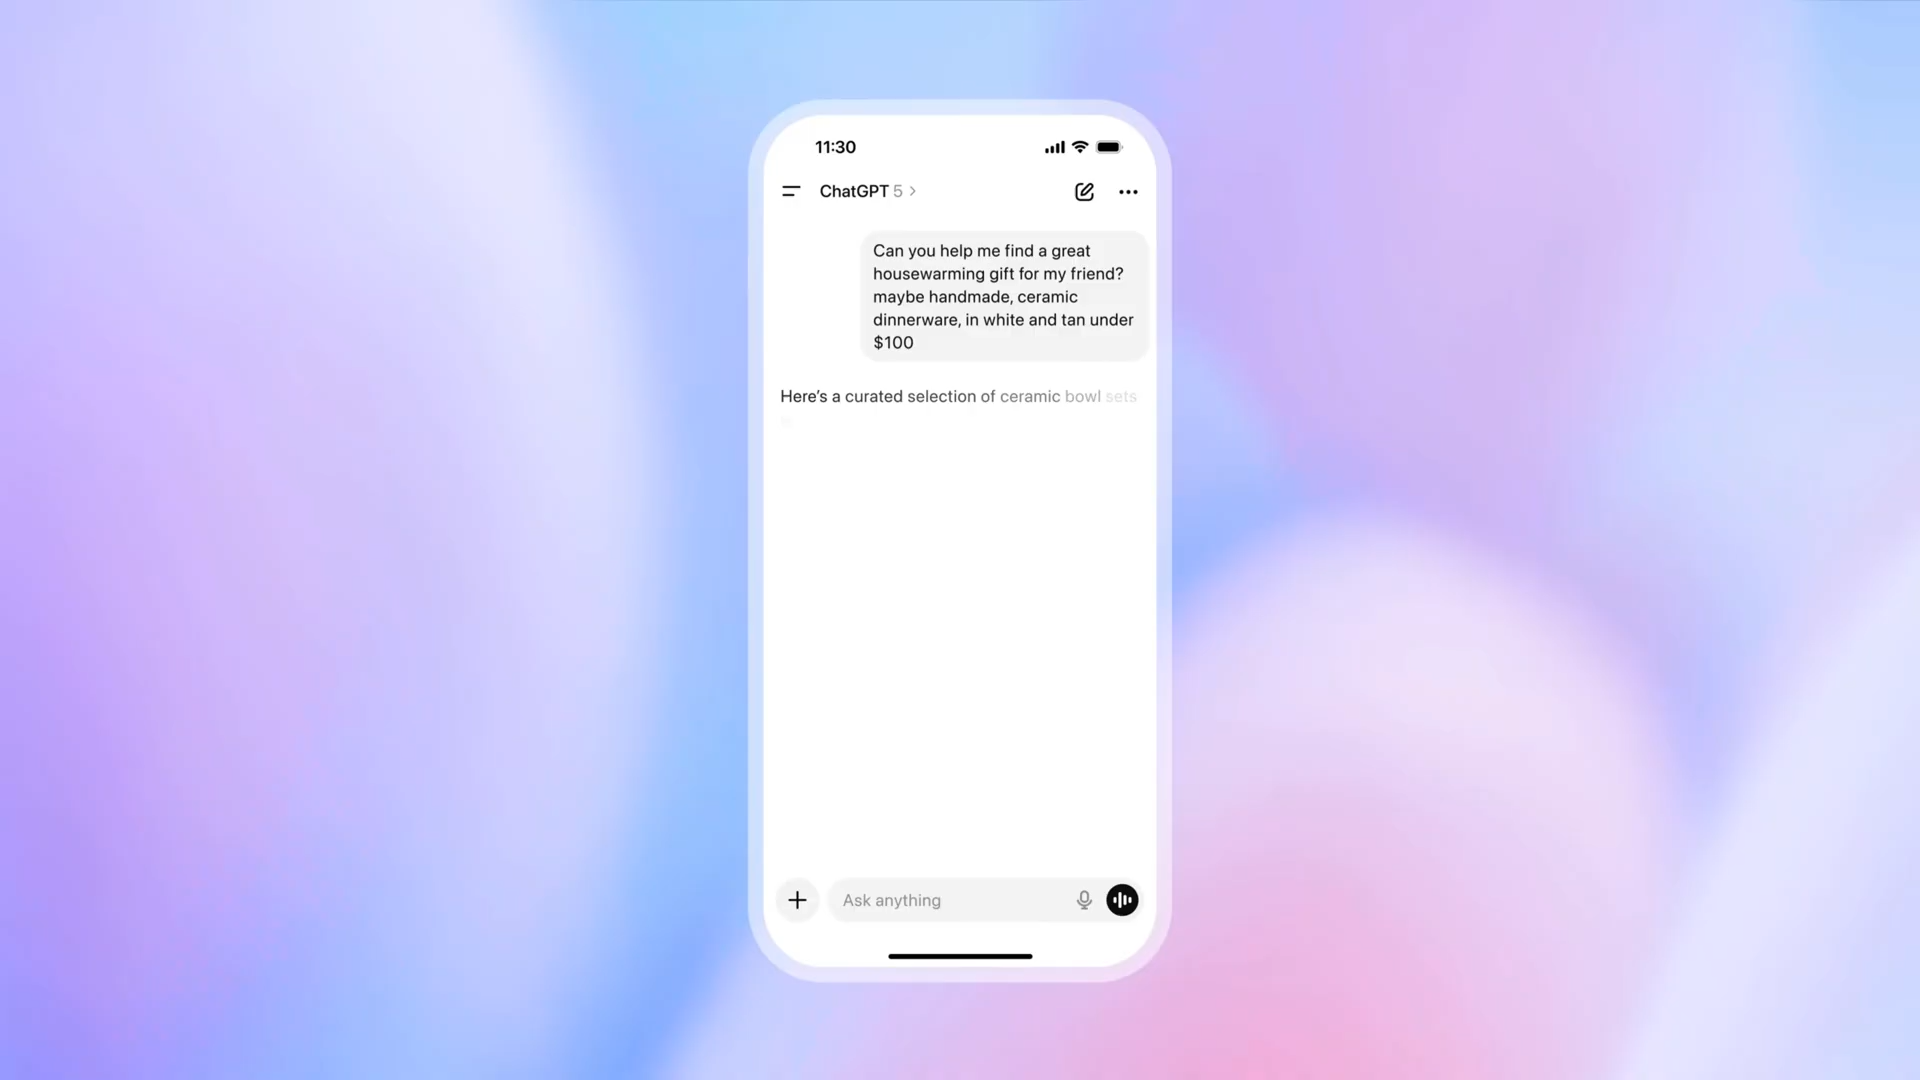 11:30
ChatGPT 5 >
Can you help me find a great
housewarming gift for my friend?
maybe handmade, ceramic
dinnerware, in white and tan under
$100
Here’s a curated selection of ceramic bowl sets
Ask anything